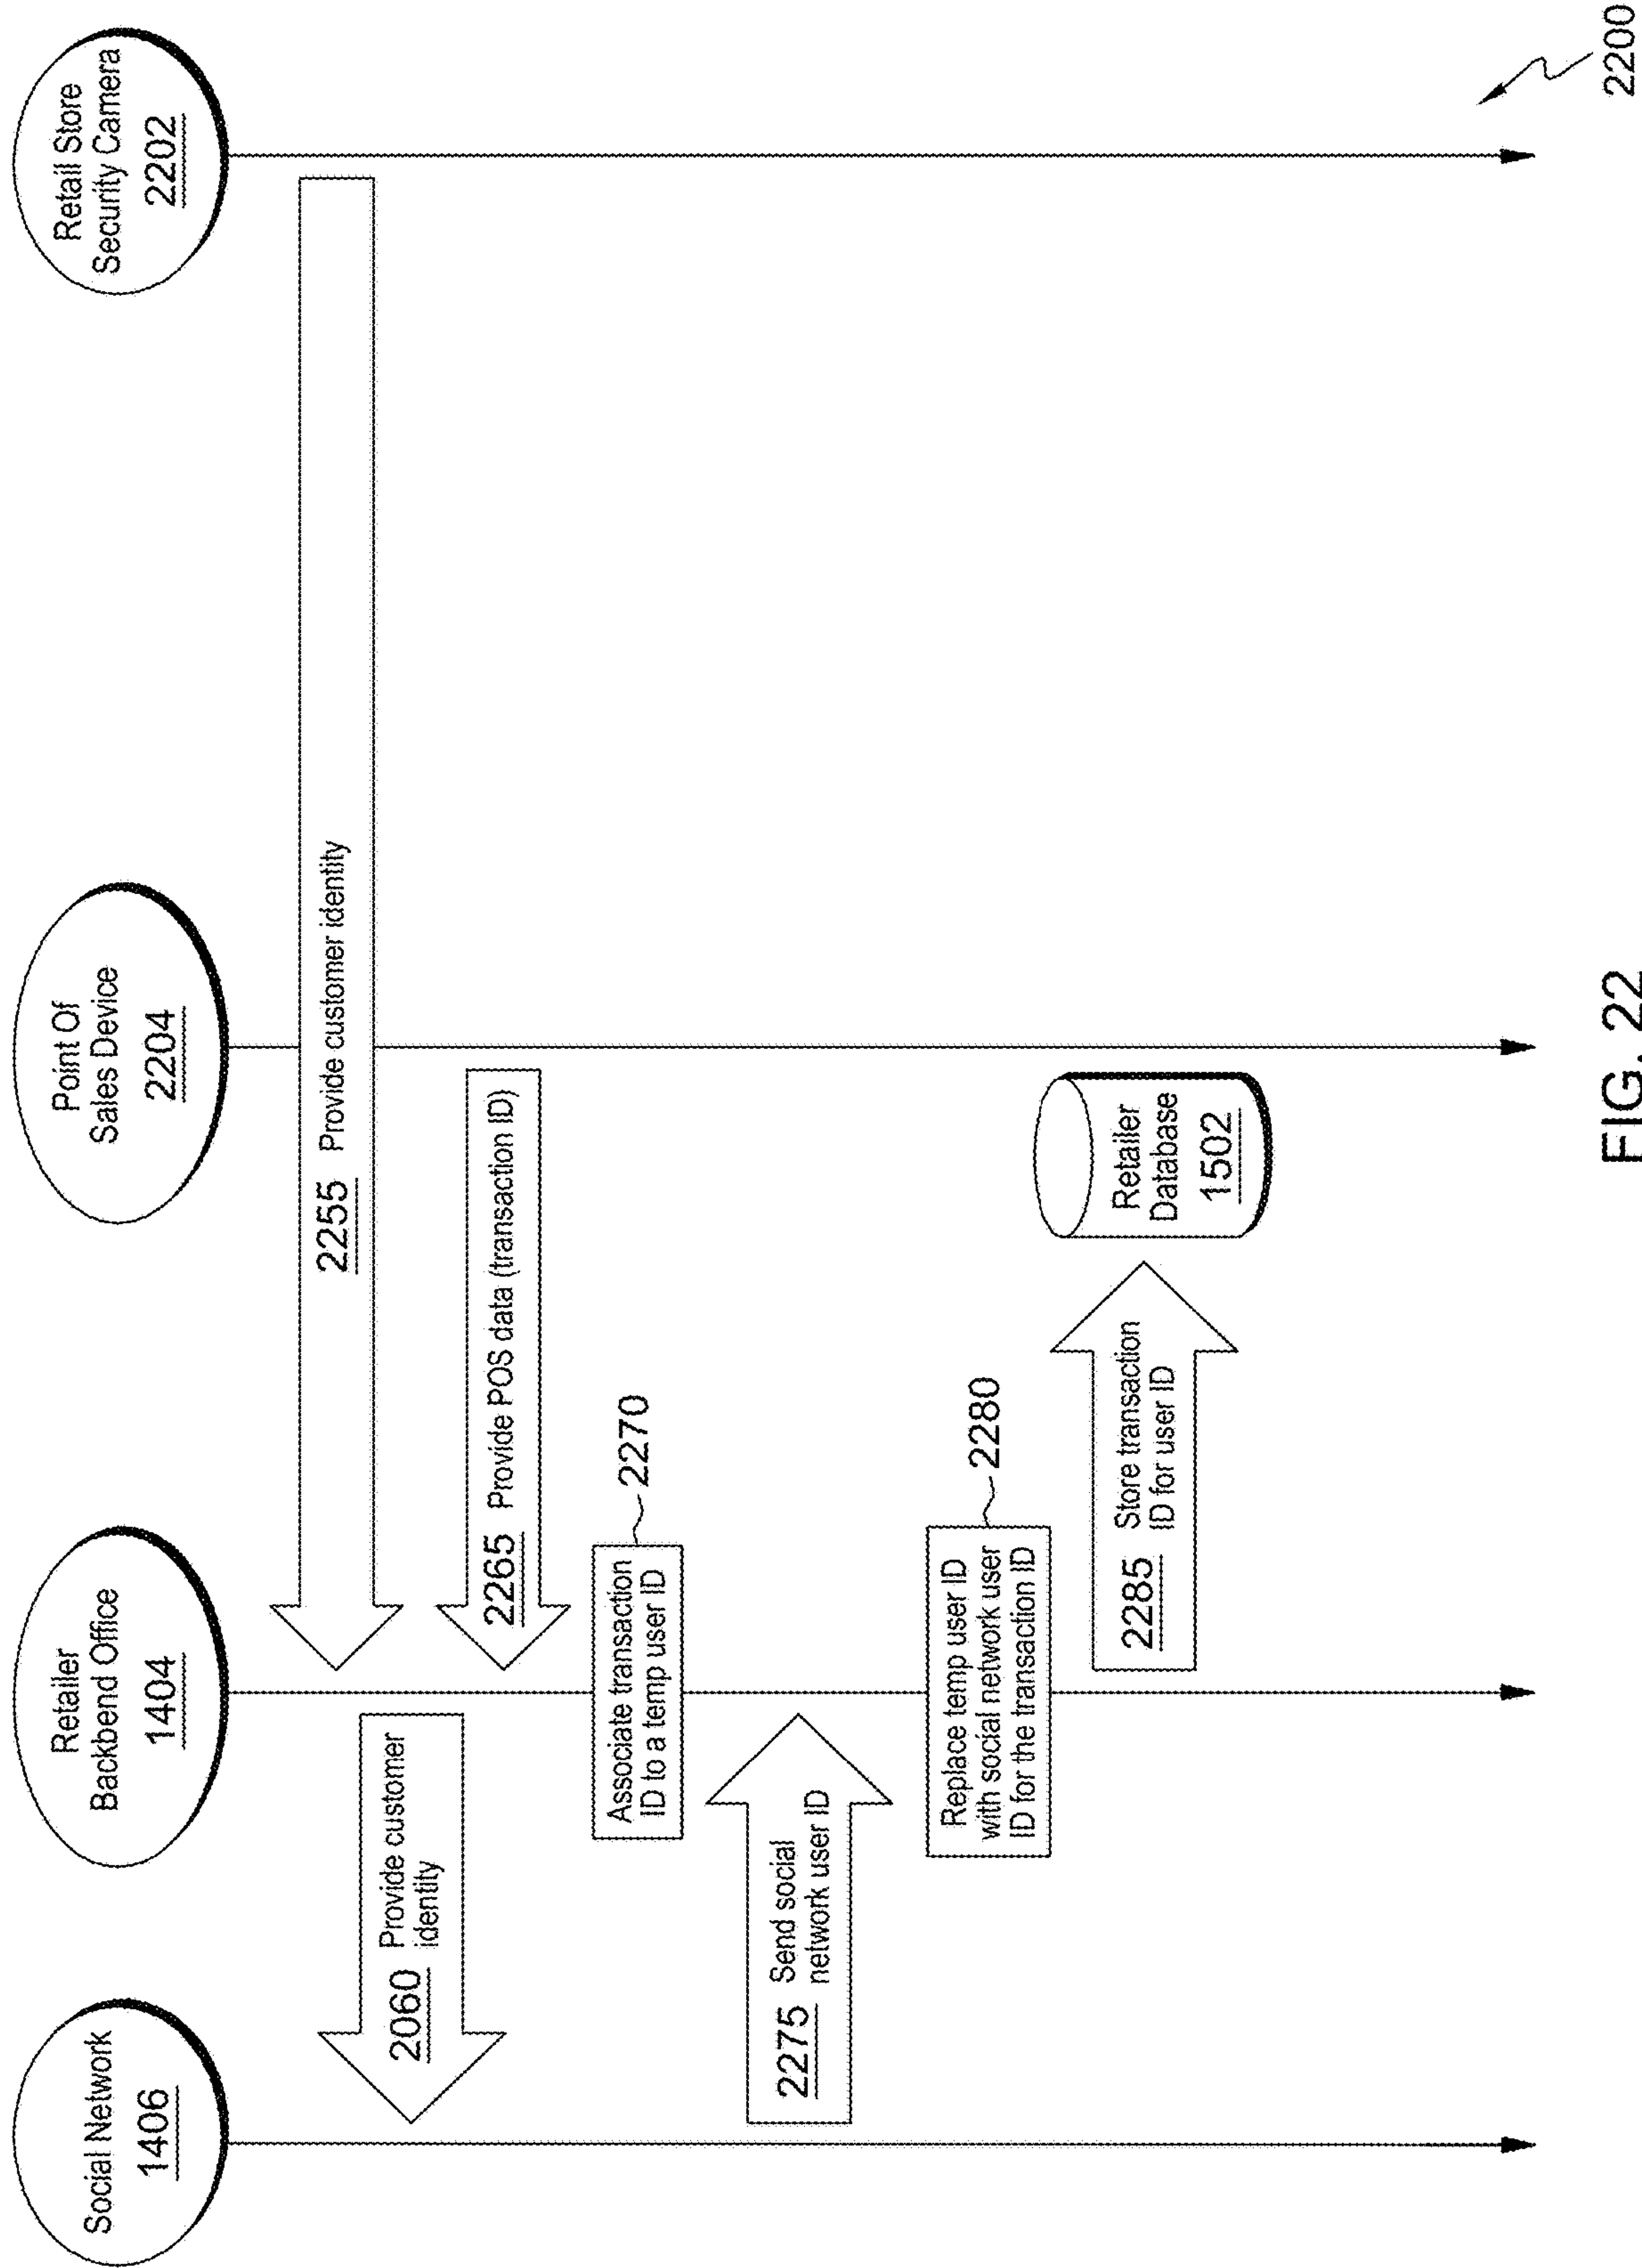 Social Network
1406
Retailer
Backbend Office
1404
Point Of
Sales Device
2204
Retail Store
Security Camera
2202
2255 Provide customer identity
2060 Provide customer
identity
2265 Provide POS data (transaction ID)
Associate transaction
ID to a temp user ID
2270
2275 Send social
network user ID
Replace temp user ID
with social network user
ID for the transaction ID
2280
2285 Store transaction
ID for user ID
Retailer
Database
1502
FIG. 22
2200